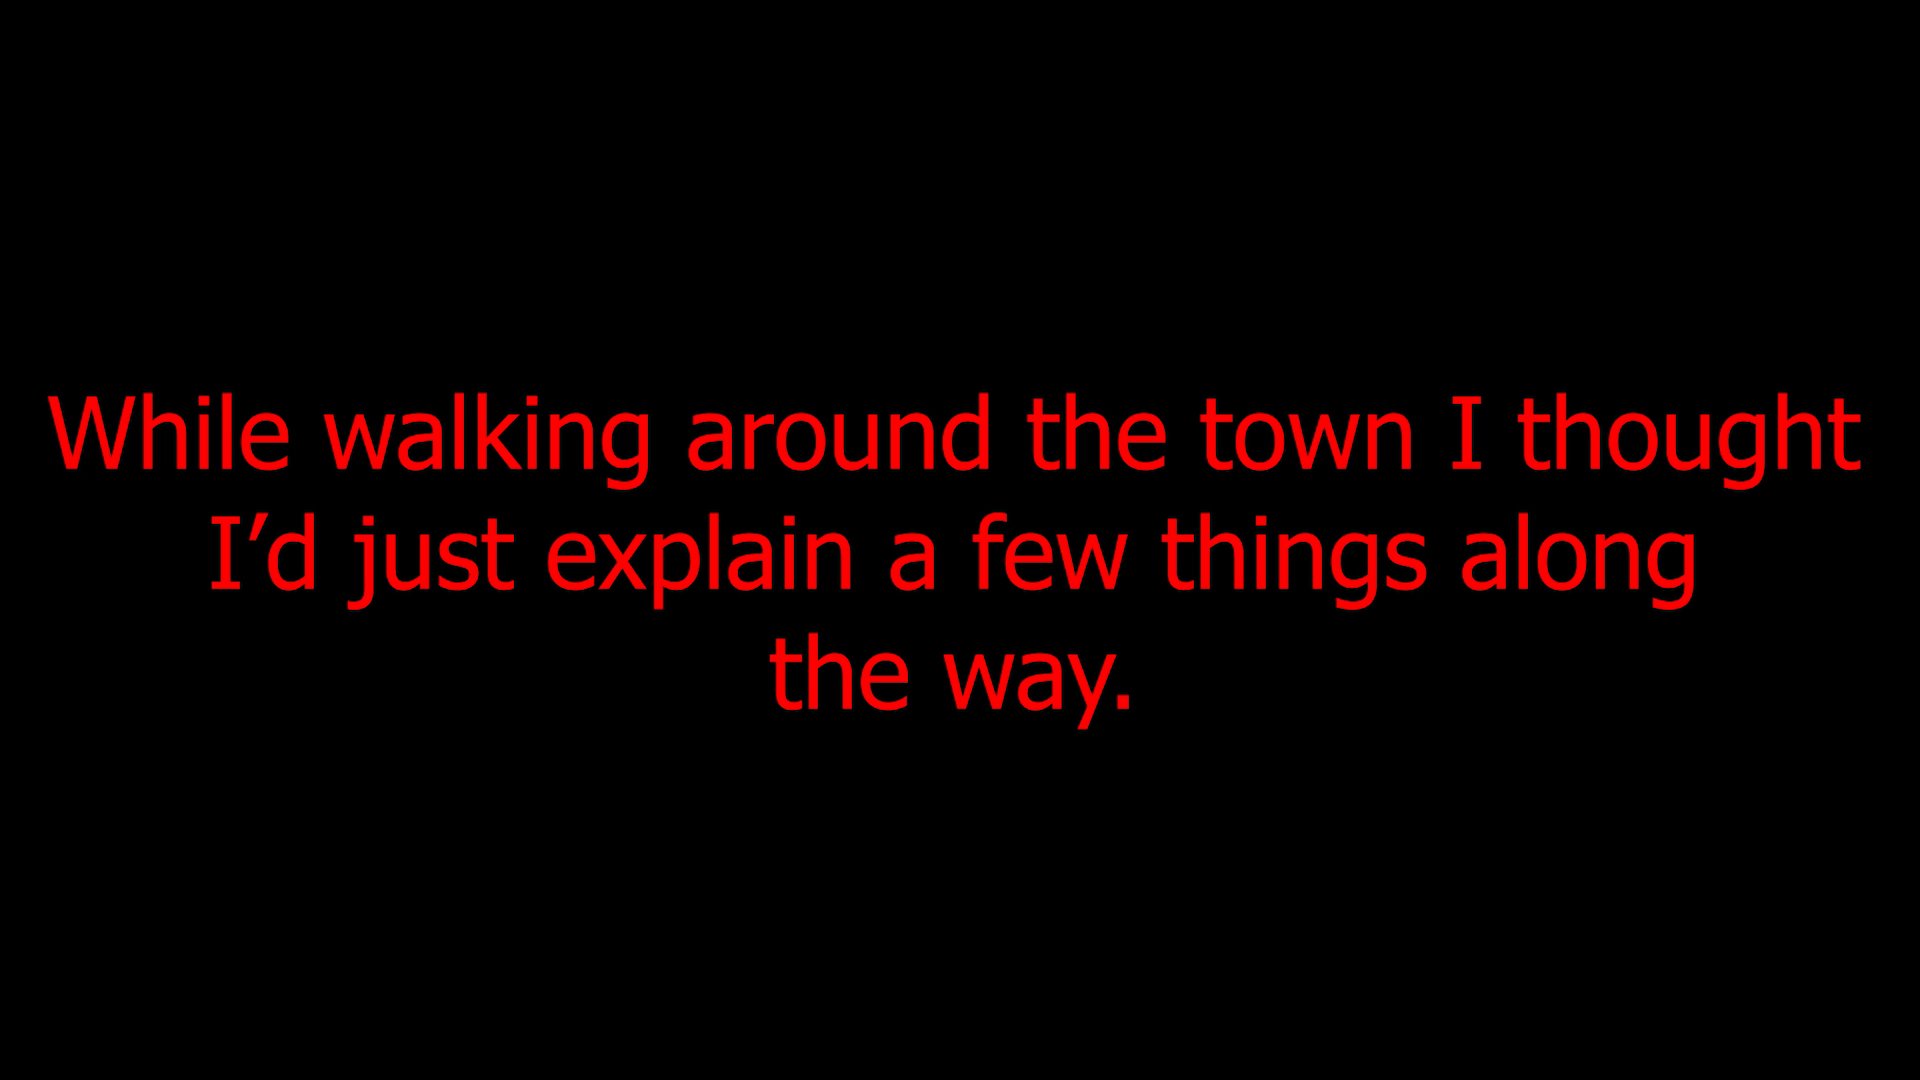 While walking around the town I thought
I’d just explain a few things along
the way.